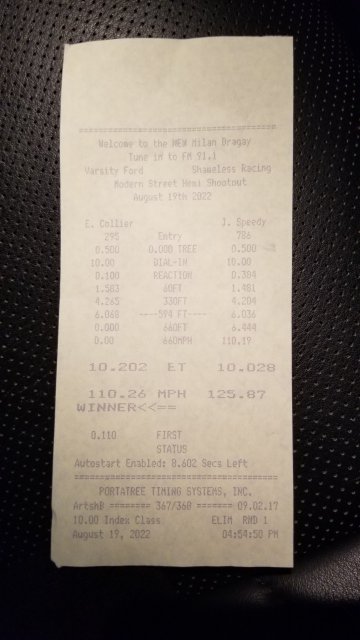 ==============================================
Welcome to the NEW Milan Dragay
Tune in to FM 91.1
Varsity Ford Shameless Racing
Modern Street Hemi Shootout
August 19th 2022
E. Collier J. Speedy
295 Entry 786
0.500 0.000 TREE 0.500
10.00 DIAL-IN 10.00
0.100 REACTION 0.304
1.583 60FT 1.481
4.265 330FT 4.204
6.068 ----594 FT---- 6.036
0.000 660FT 6.444
0.00 660MPH 110.19
10.202 ET 10.028
110.26 MPH 125.87
WINNER<<==
0.110 FIRST
STATUS
Autostart Enabled: 8.602 Secs Left
==============================================
PORTATREE TIMING SYSTEMS, INC.
ArtshB ======== 367/368 ======= 09.02.17
10.00 Index Class ELIM RND 1
August 19, 2022 04:54:50 PM